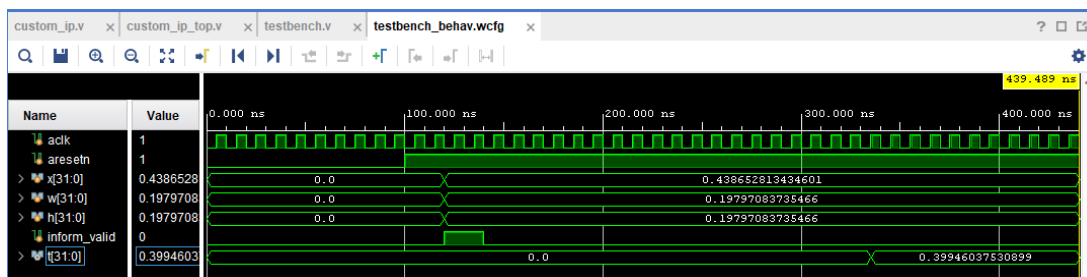 custom_ip.v × custom_ip_top.v × testbench.v × testbench_behav.wcfg × ?
439.489 ns
Name Value 0.000 ns 100.000 ns 200.000 ns 300.000 ns 400.000 ns
aclk 1
aresetn 1
> x[31:0] 0.4386528 0.0 0.438652813434601
> w[31:0] 0.1979708 0.0 0.19797083735466
> h[31:0] 0.1979708 0.0 0.19797083735466
inform_valid 0
> t[31:0] 0.3994603 0.0 0.39946037530899